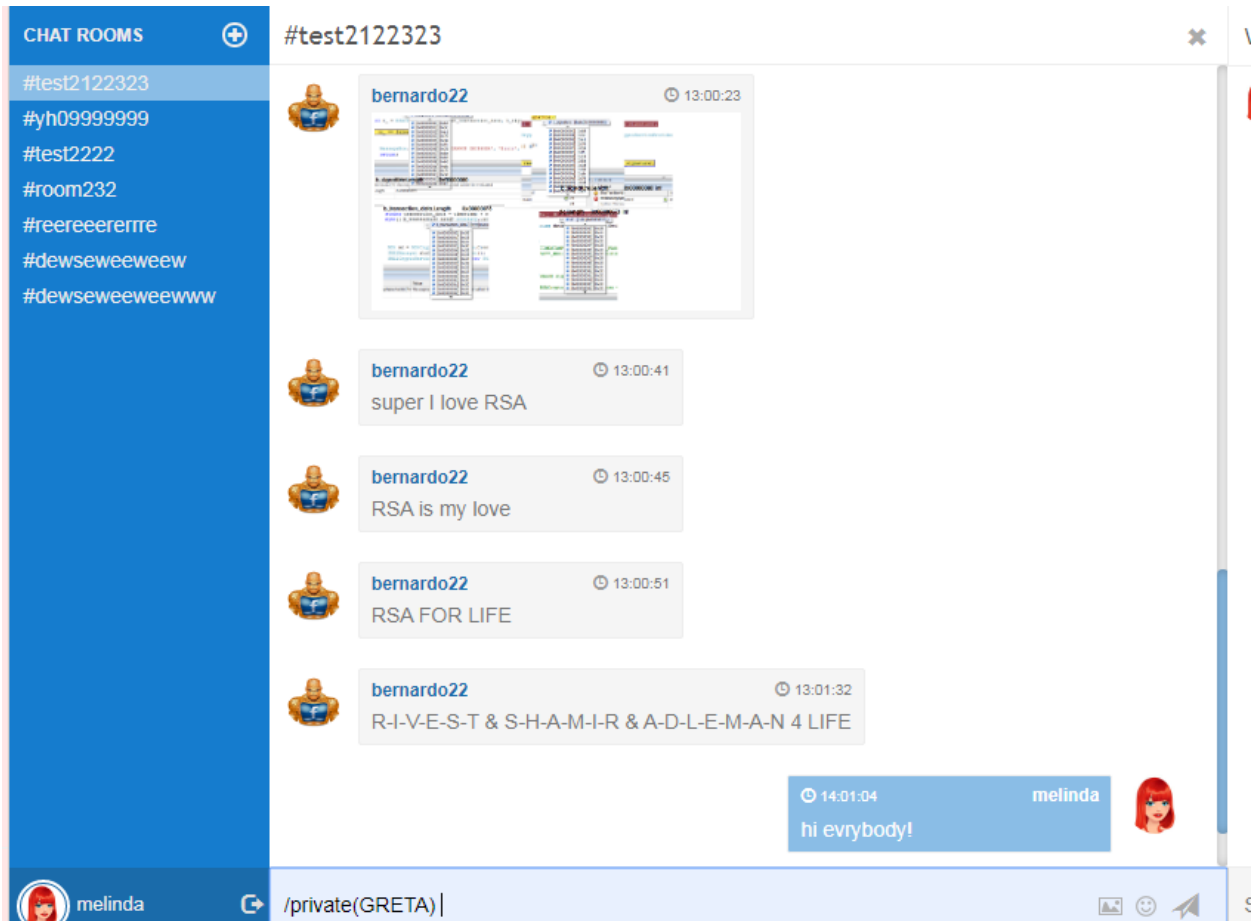 CHAT ROOMS
#test2122323
#yh09999999
#test2222
#room232
#reereeererrre
#dewseweeweew
#dewseweeweewww
melinda
#test2122323
bernardo22 13:00:23
bernardo22 13:00:41
super I love RSA
bernardo22 13:00:45
RSA is my love
bernardo22 13:00:51
RSA FOR LIFE
bernardo22 13:01:32
R-I-V-E-S-T & S-H-A-M-I-R & A-D-L-E-M-A-N 4 LIFE
14:01:04 melinda
hi evrybody!
/private(GRETA)